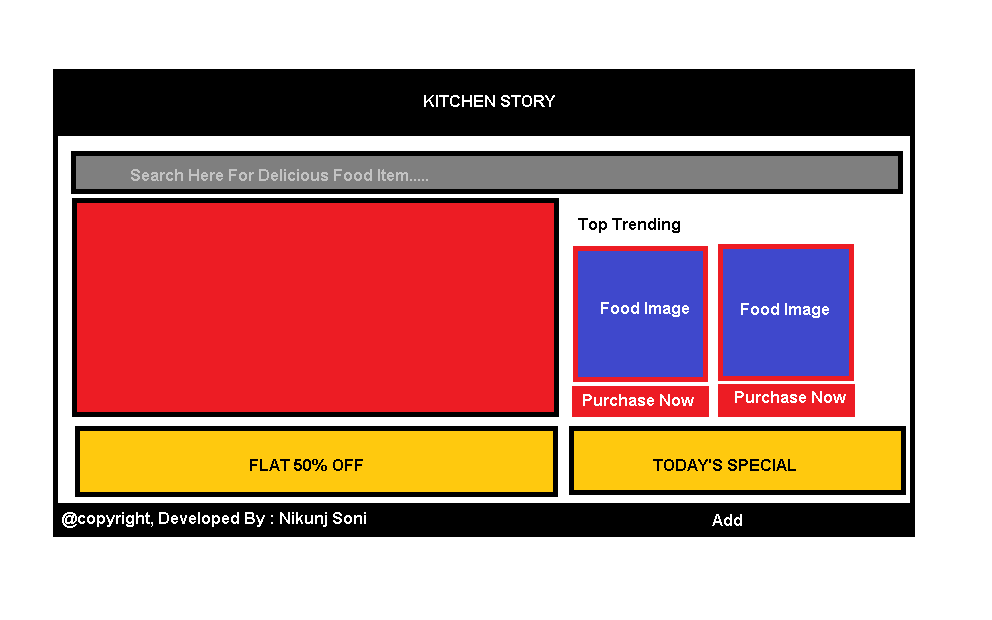 KITCHEN STORY
Search Here For Delicious Food Item.....
Top Trending
Food Image
Food Image
Purchase Now
Purchase Now
FLAT 50% OFF
TODAY'S SPECIAL
@copyright, Developed By : Nikunj Soni
Add